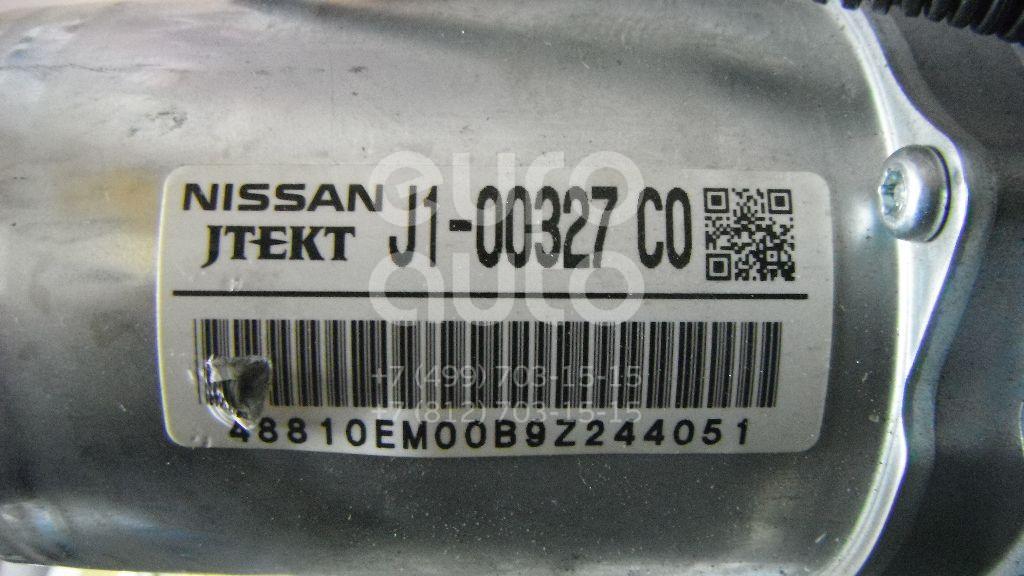 NISSAN
JTEKT J1-00327 C0
euro
auto
+7 (499) 703-15-15
+7 (812) 703-15-15
48810EM00B9Z244051